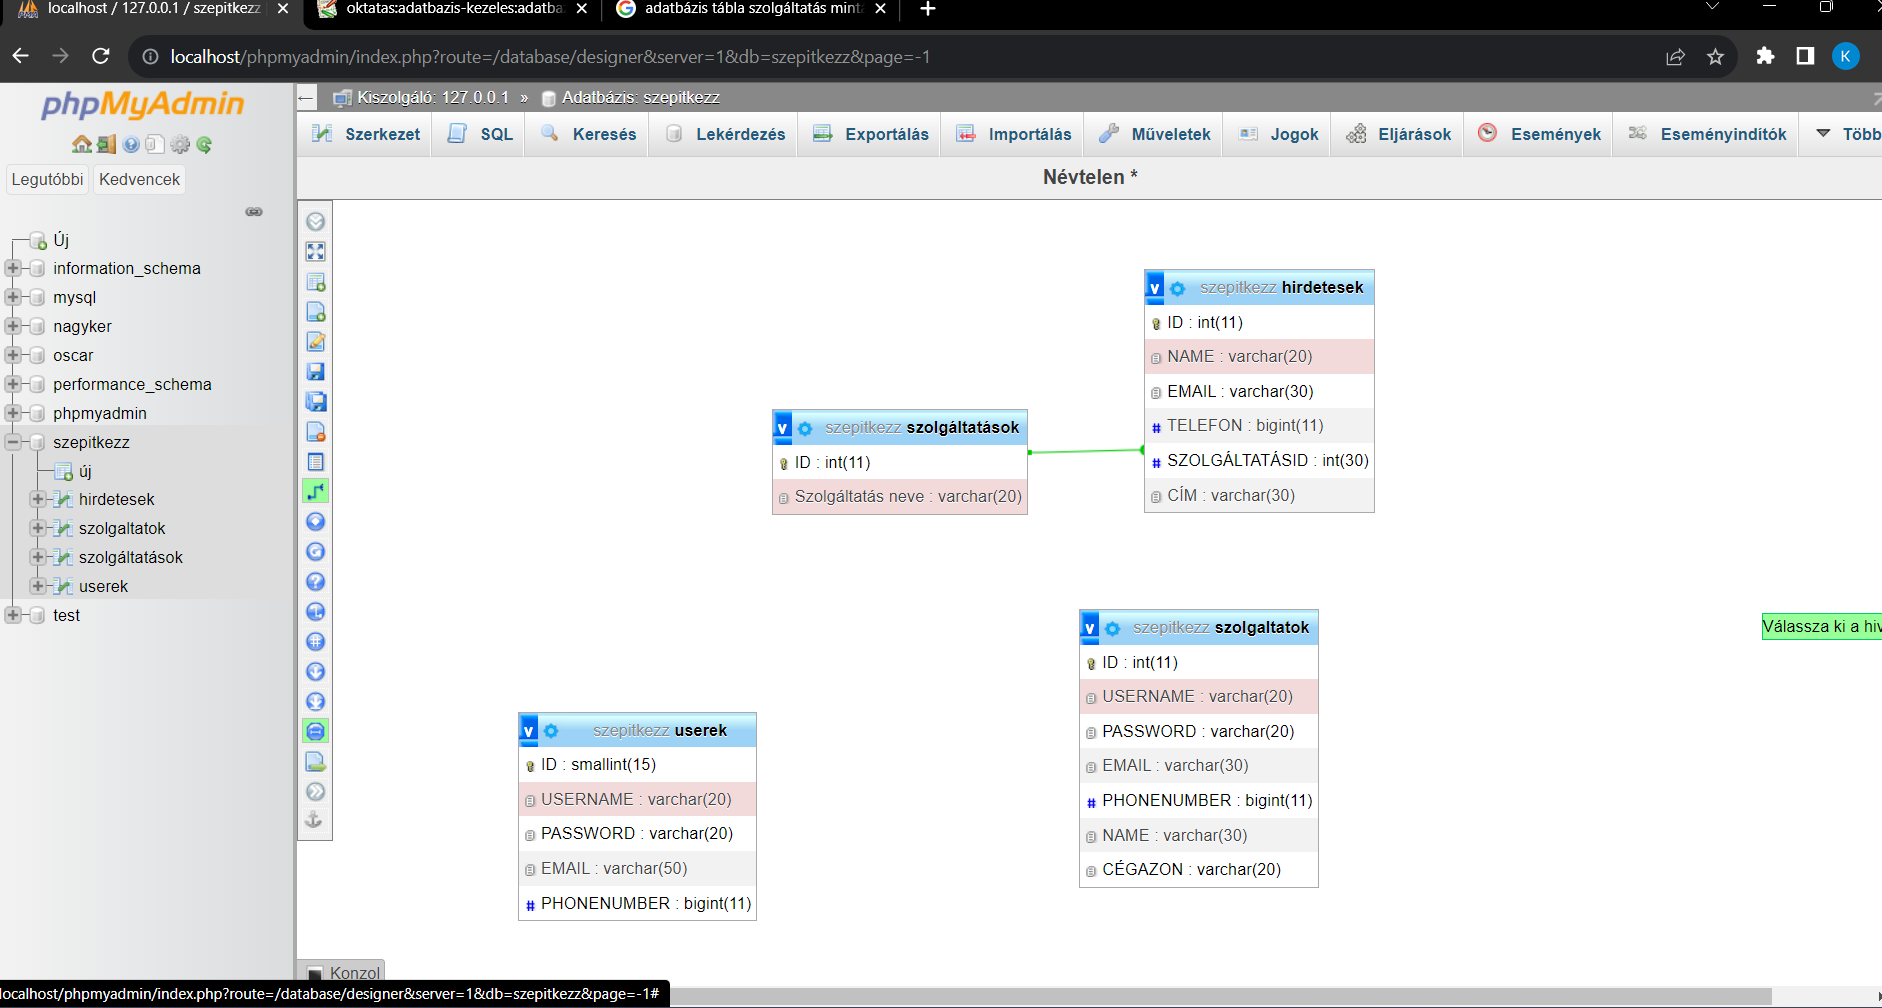 localhost / 127.0.0.1 / szepitkezz
oktatas:adatbazis-kezeles:adatba
adatbázis tábla szolgáltatás mint
localhost/phpmyadmin/index.php?route=/database/designer&server=1&db=szepitkezz&page=-1
K
phpMyAdmin
Legutóbbi
Kedvencek
Új
information_schema
mysql
nagyker
oscar
performance_schema
phpmyadmin
szepitkezz
új
hirdetesek
szolgaltatok
szolgáltatások
userek
test
Kiszolgáló: 127.0.0.1 » Adatbázis: szepitkezz
Szerkezet
SQL
Keresés
Lekérdezés
Exportálás
Importálás
Műveletek
Jogok
Eljárások
Események
Eseményindítók
Több
Névtelen *
v szepitkezz hirdetesek
ID : int(11)
NAME : varchar(20)
EMAIL : varchar(30)
# TELEFON : bigint(11)
# SZOLGÁLTATÁSID : int(30)
CÍM : varchar(30)
v szepitkezz szolgáltatások
ID : int(11)
Szolgáltatás neve : varchar(20)
v szepitkezz szolgaltatok
ID : int(11)
USERNAME : varchar(20)
PASSWORD : varchar(20)
EMAIL : varchar(30)
# PHONENUMBER : bigint(11)
NAME : varchar(30)
CÉGAZON : varchar(20)
v szepitkezz userek
ID : smallint(15)
USERNAME : varchar(20)
PASSWORD : varchar(20)
EMAIL : varchar(50)
# PHONENUMBER : bigint(11)
Válassza ki a hiv
Konzol
localhost/phpmyadmin/index.php?route=/database/designer&server=1&db=szepitkezz&page=-1#